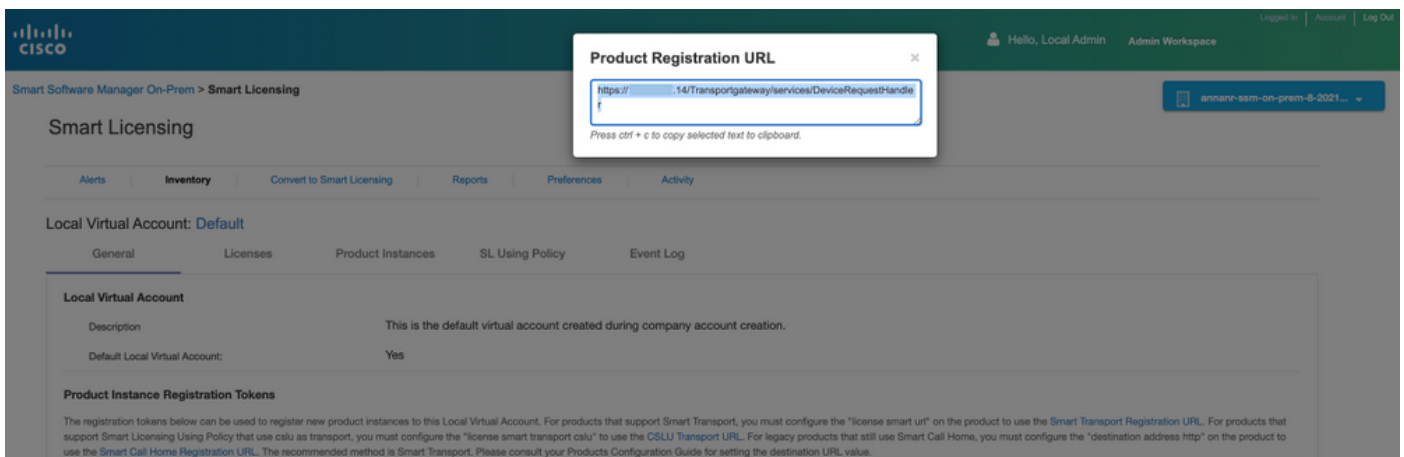 Logged In | Account | Log Out
CISCO
Hello, Local Admin
Admin Workspace
Product Registration URL
×
https:// .14/Transportgateway/services/DeviceRequestHandle
r
Press ctrl + c to copy selected text to clipboard.
Smart Software Manager On-Prem > Smart Licensing
annanr-ssm-on-prem-8-2021...
Smart Licensing
Alerts
Inventory
Convert to Smart Licensing
Reports
Preferences
Activity
Local Virtual Account: Default
General
Licenses
Product Instances
SL Using Policy
Event Log
Local Virtual Account
Description
This is the default virtual account created during company account creation.
Default Local Virtual Account:
Yes
Product Instance Registration Tokens
The registration tokens below can be used to register new product instances to this Local Virtual Account. For products that support Smart Transport, you must configure the "license smart url" on the product to use the Smart Transport Registration URL. For products that
support Smart Licensing Using Policy that use cslu as transport, you must configure the "license smart transport cslu" to use the CSLU Transport URL. For legacy products that still use Smart Call Home, you must configure the "destination address http" on the product to
use the Smart Call Home Registration URL. The recommended method is Smart Transport. Please consult your Products Configuration Guide for setting the destination URL value.